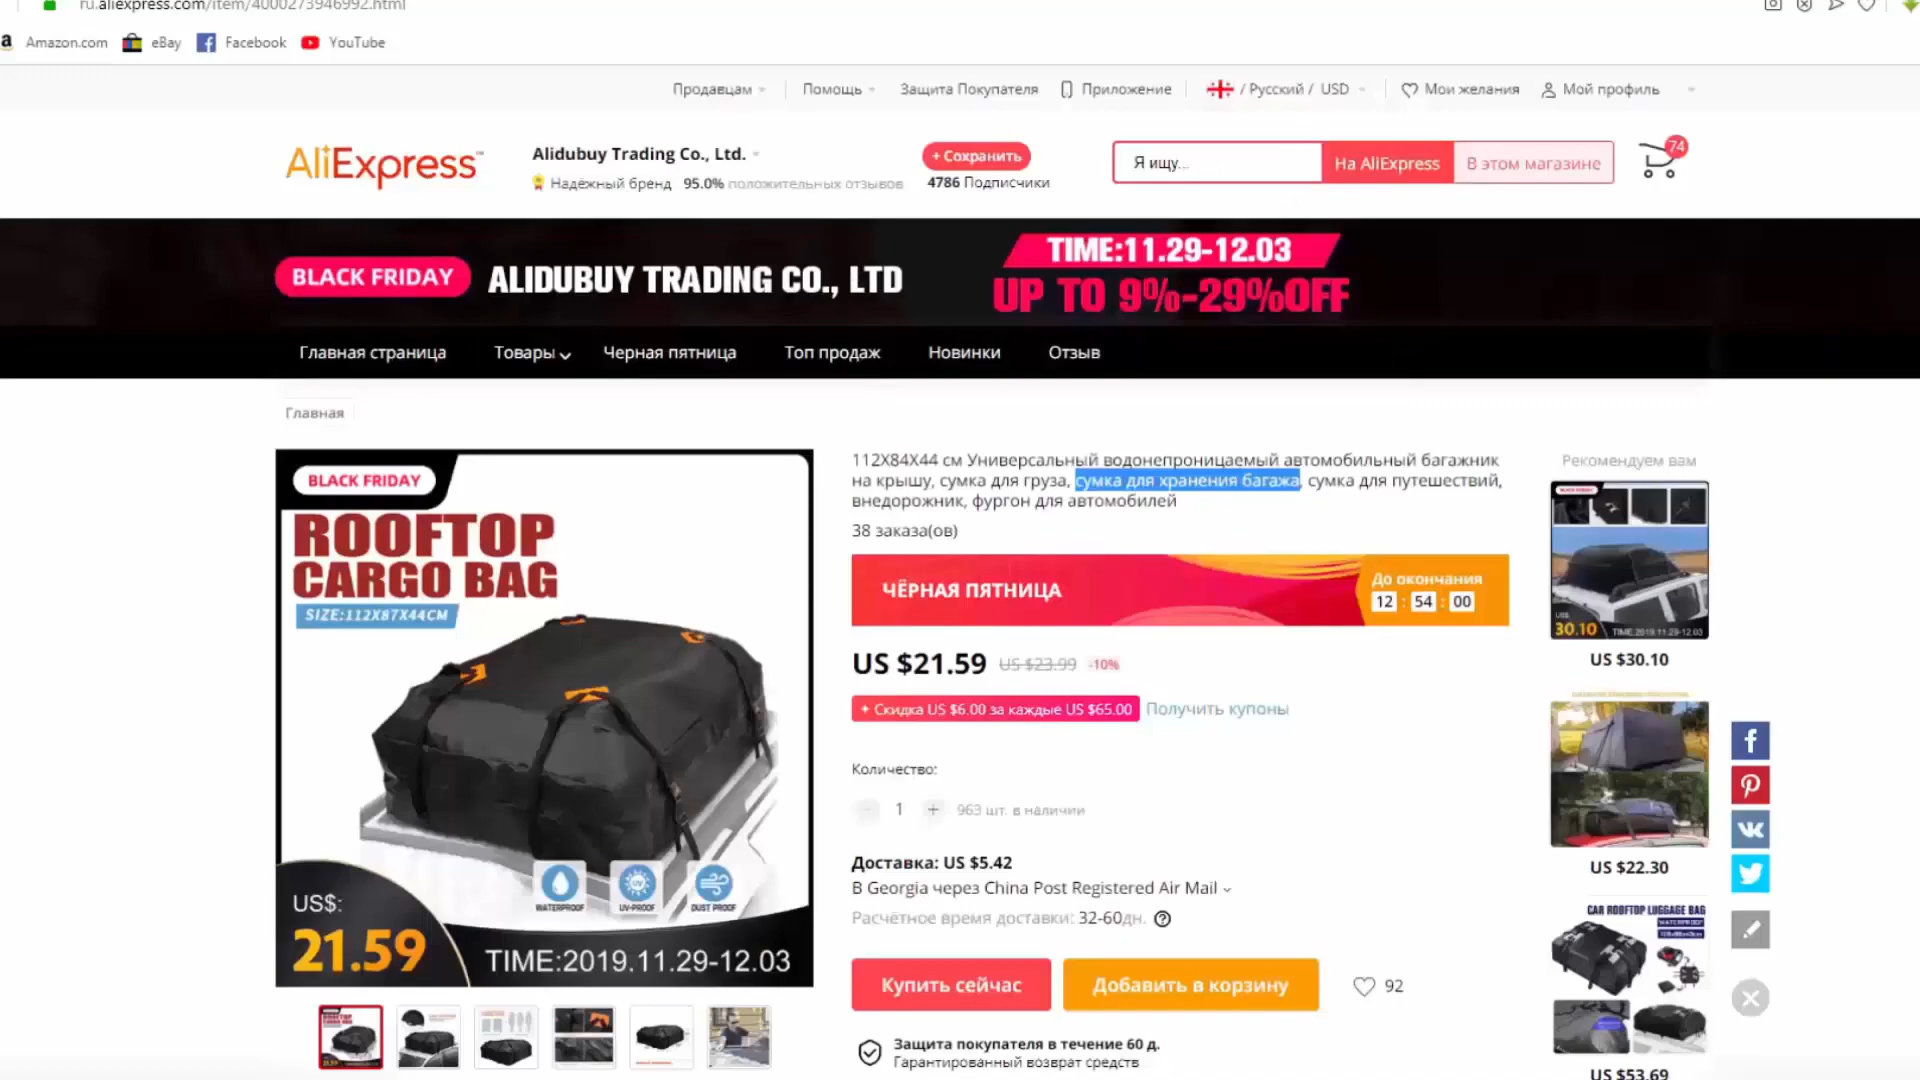 ru.aliexpress.com/item/4000273946992.html
a Amazon.com eBay Facebook YouTube
Продавцам Помощь Защита Покупателя Приложение / Русский / USD Мои желания Мой профиль
AliExpress
Alidubuy Trading Co., Ltd.
Надёжный бренд 95.0% положительных отзывов
+ Сохранить
4786 Подписчики
Я ищу... На AliExpress В этом магазине
74
BLACK FRIDAY ALIDUBUY TRADING CO., LTD
TIME:11.29-12.03
UP TO 9%-29%OFF
Главная страница Товары Черная пятница Топ продаж Новинки Отзыв
Главная
BLACK FRIDAY
ROOFTOP
CARGO BAG
SIZE:112X87X44CM
WATERPROOF UV-PROOF DUST PROOF
US$:
21.59
TIME:2019.11.29-12.03
112X84X44 см Универсальный водонепроницаемый автомобильный багажник
на крышу, сумка для груза, сумка для хранения багажа, сумка для путешествий,
внедорожник, фургон для автомобилей
38 заказа(ов)
ЧЁРНАЯ ПЯТНИЦА
До окончания
12 : 54 : 00
US $21.59 US $23.99 -10%
+ Скидка US $6.00 за каждые US $65.00 Получить купоны
Количество:
1 + 963 шт. в наличии
Доставка: US $5.42
В Georgia через China Post Registered Air Mail
Расчётное время доставки: 32-60дн.
Купить сейчас Добавить в корзину 92
Защита покупателя в течение 60 д.
Гарантированный возврат средств
Рекомендуем вам
30.10 TIME:2019.11.29-12.03
US $30.10
US $22.30
CAR ROOFTOP LUGGAGE BAG
WATERPROOF
US $53.69